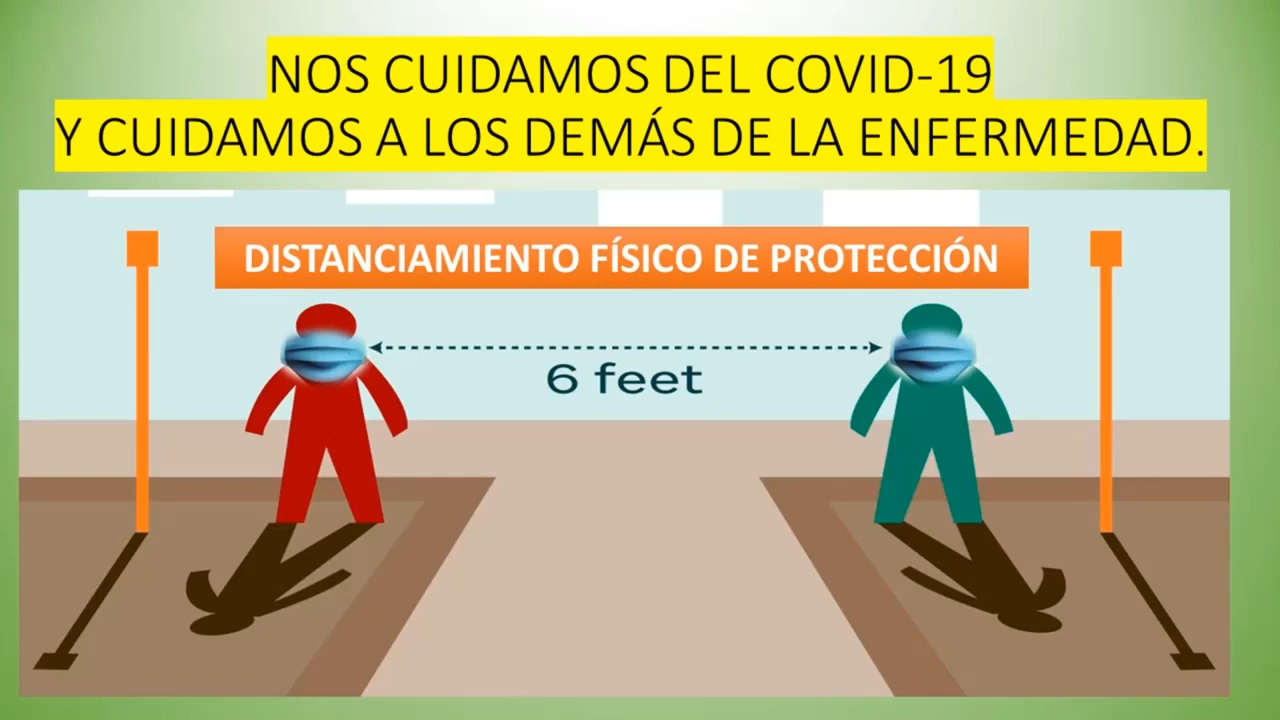 NOS CUIDAMOS DEL COVID-19
Y CUIDAMOS A LOS DEMÁS DE LA ENFERMEDAD.
DISTANCIAMIENTO FÍSICO DE PROTECCIÓN
6 feet